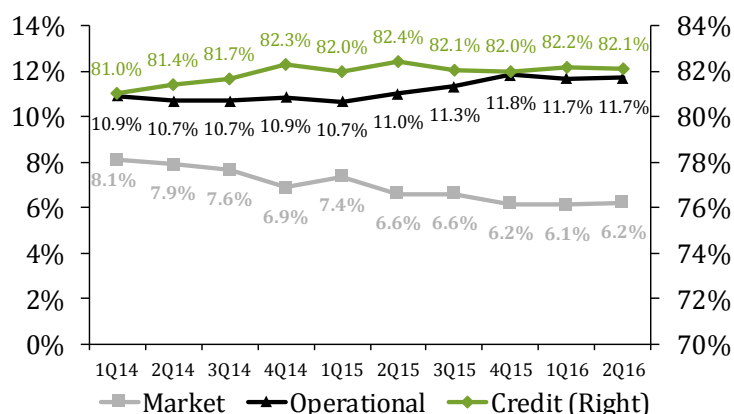 14% 84%
82.3% 82.4% 82.1% 82.0% 82.2% 82.1%
81.0% 81.4% 81.7% 82.0%
12% 82%
10% 80%
10.9% 10.7% 10.7% 10.9% 10.7% 11.0% 11.3% 11.8% 11.7% 11.7%
8% 78%
8.1% 7.9% 7.6% 6.9% 7.4% 6.6% 6.6% 6.2% 6.1% 6.2%
6% 76%
4% 74%
2% 72%
0% 70%
1Q14 2Q14 3Q14 4Q14 1Q15 2Q15 3Q15 4Q15 1Q16 2Q16
Market Operational Credit (Right)